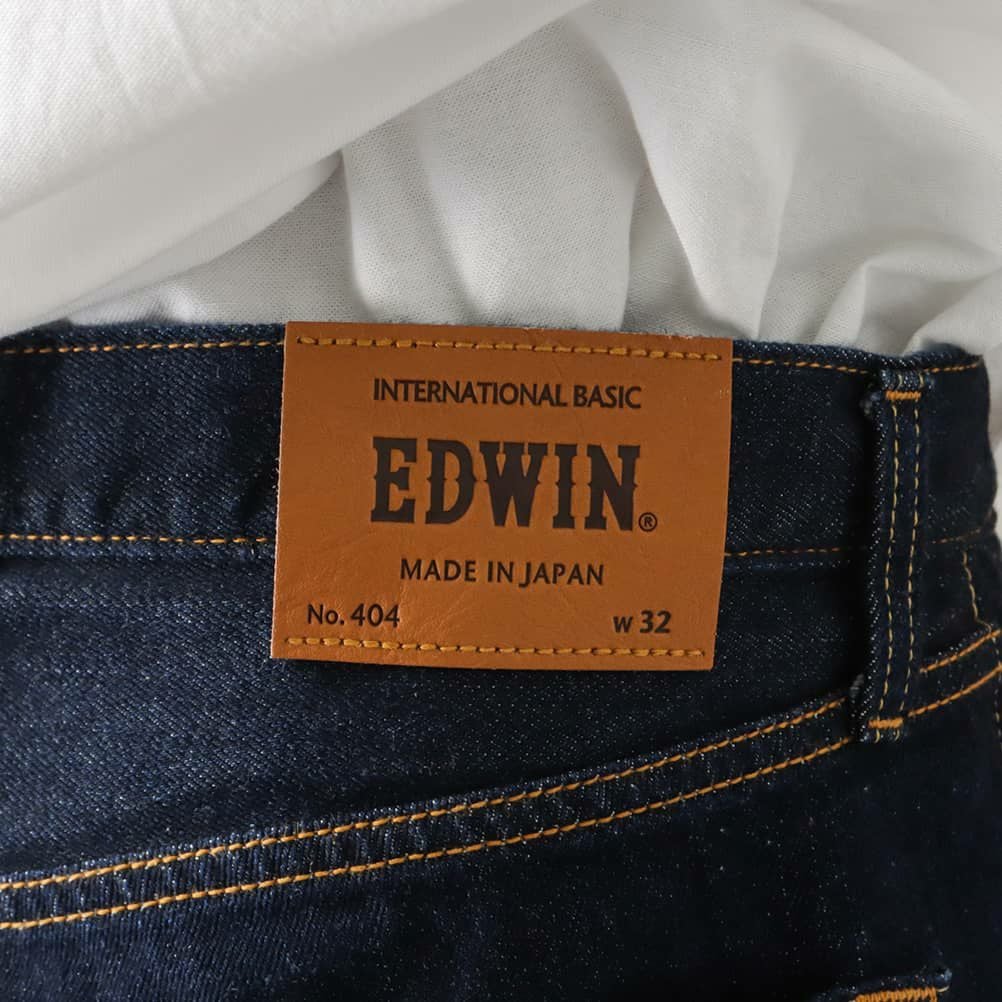 INTERNATIONAL BASIC
EDWIN®
MADE IN JAPAN
No. 404 w 32